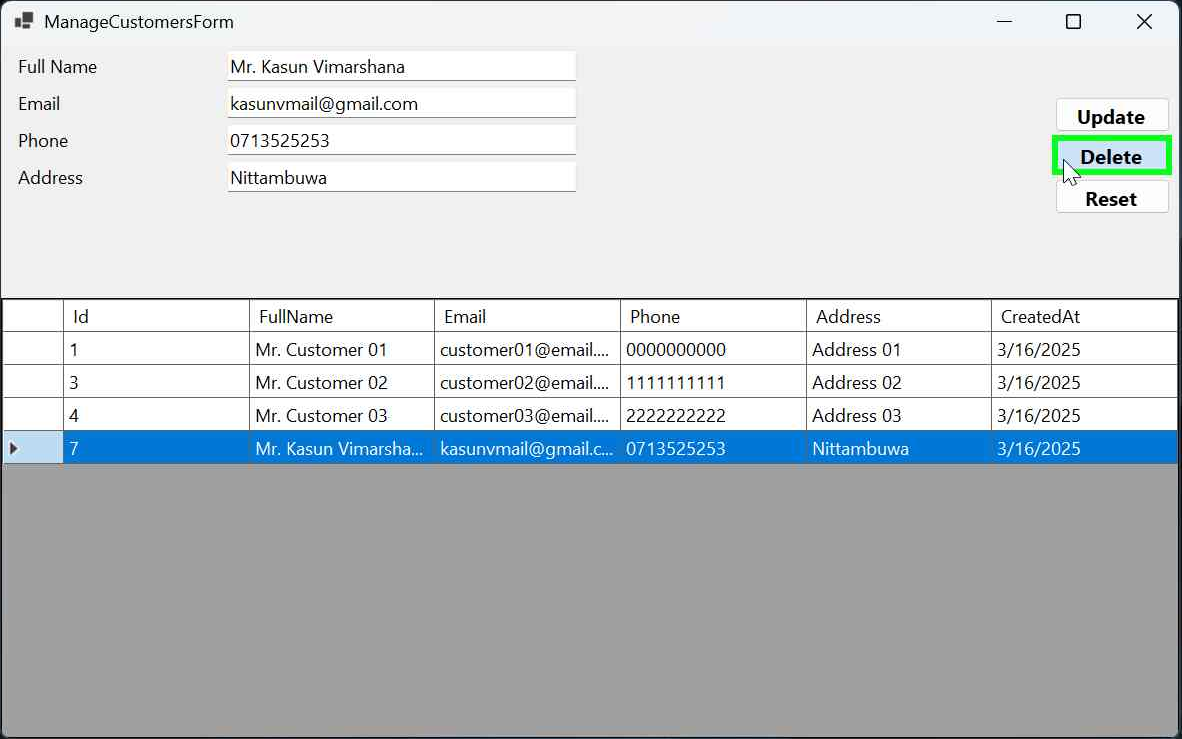 ManageCustomersForm
Full Name Mr. Kasun Vimarshana
Email kasunvmail@gmail.com
Phone 0713525253
Address Nittambuwa
Update
Delete
Reset
Id FullName Email Phone Address CreatedAt
1 Mr. Customer 01 customer01@email.... 0000000000 Address 01 3/16/2025
3 Mr. Customer 02 customer02@email.... 1111111111 Address 02 3/16/2025
4 Mr. Customer 03 customer03@email.... 2222222222 Address 03 3/16/2025
7 Mr. Kasun Vimarsha... kasunvmail@gmail.c... 0713525253 Nittambuwa 3/16/2025